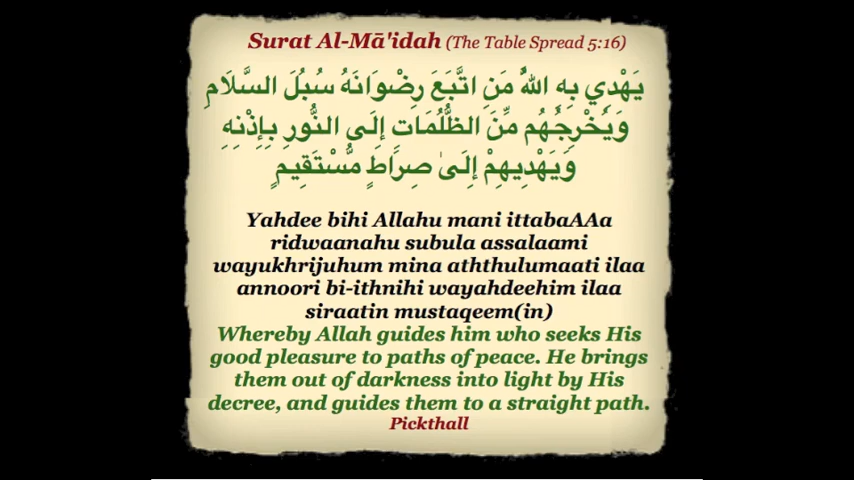 Surat Al-Mā'idah (The Table Spread 5:16)
يَهْدِي بِهِ اللَّهُ مَنِ اتَّبَعَ رِضْوَانَهُ سُبُلَ السَّلَامِ
وَيُخْرِجُهُم مِّنَ الظُّلُمَاتِ إِلَى النُّورِ بِإِذْنِهِ
وَيَهْدِيهِمْ إِلَىٰ صِرَاطٍ مُّسْتَقِيمٍ
Yahdee bihi Allahu mani ittabaAAa
ridwaanahu subula assalaami
wayukhrijuhum mina aththulumaati ilaa
annoori bi-ithnihi wayahdeehim ilaa
siraatin mustaqeem(in)
Whereby Allah guides him who seeks His
good pleasure to paths of peace. He brings
them out of darkness into light by His
decree, and guides them to a straight path.
Pickthall